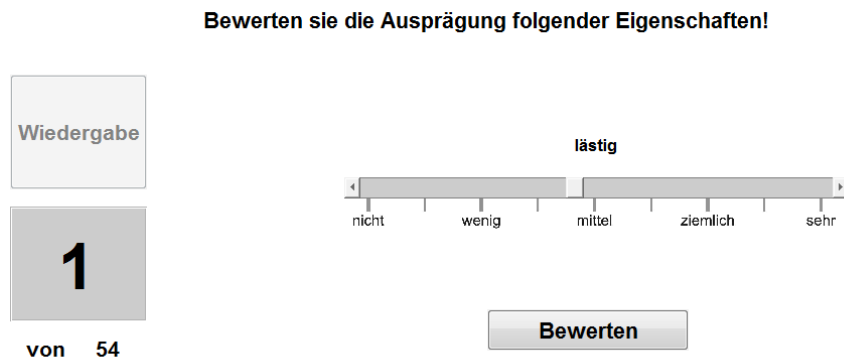 Bewerten sie die Ausprägung folgender Eigenschaften!
Wiedergabe
lästig
nicht wenig mittel ziemlich sehr
1
Bewerten
von 54